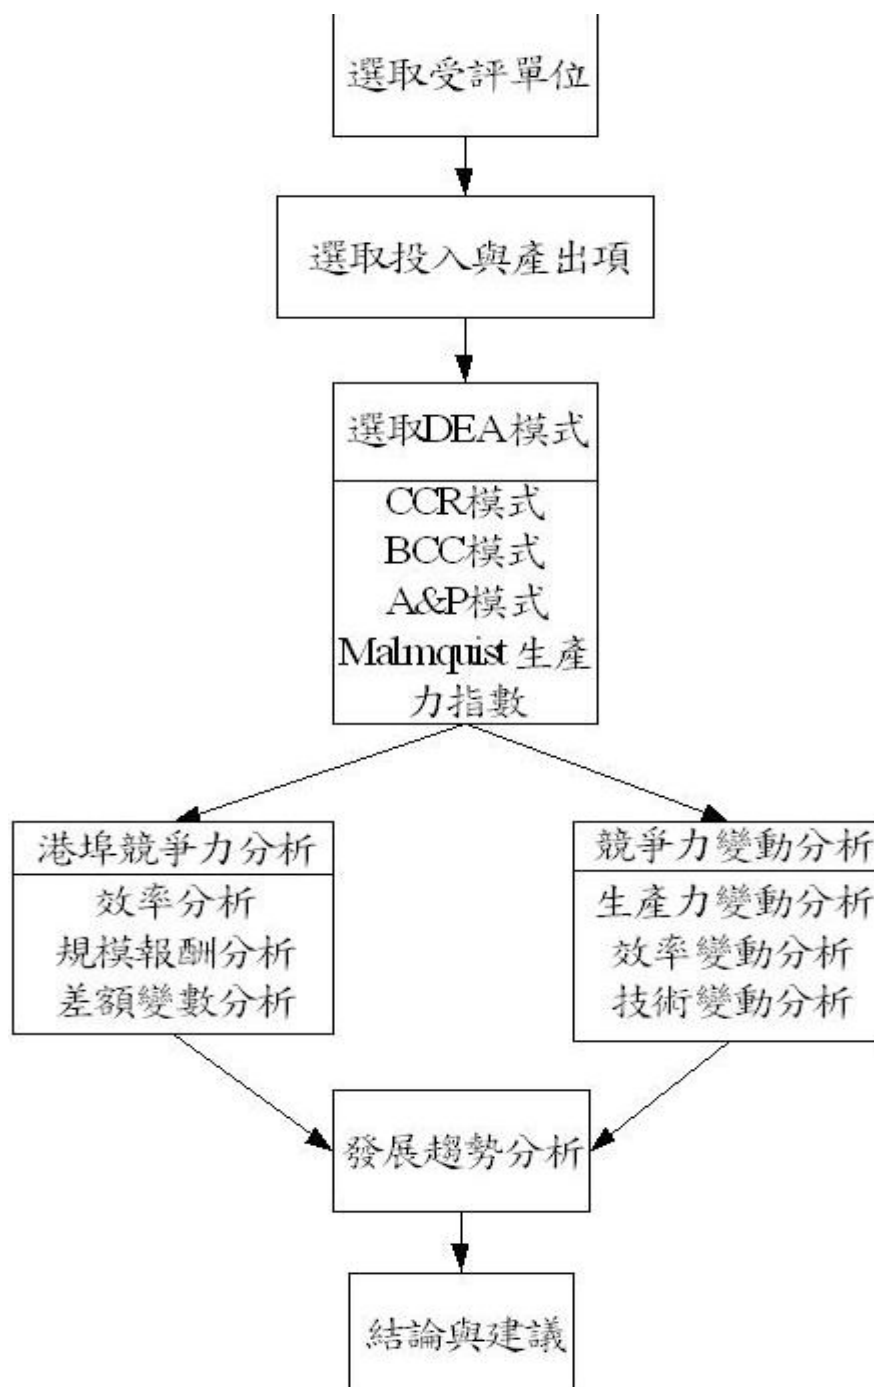 選取受評單位
選取投入與產出項
選取DEA模式
CCR模式
BCC模式
A&P模式
Malmquist 生產
力指數
港埠競爭力分析
效率分析
規模報酬分析
差額變數分析
競爭力變動分析
生產力變動分析
效率變動分析
技術變動分析
發展趨勢分析
結論與建議